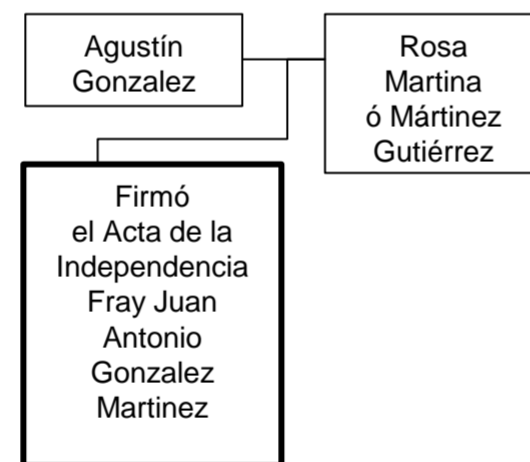 Agustín
Gonzalez
Rosa
Martina
ó Mártinez
Gutiérrez
Firmó
el Acta de la
Independencia
Fray Juan
Antonio
Gonzalez
Martinez